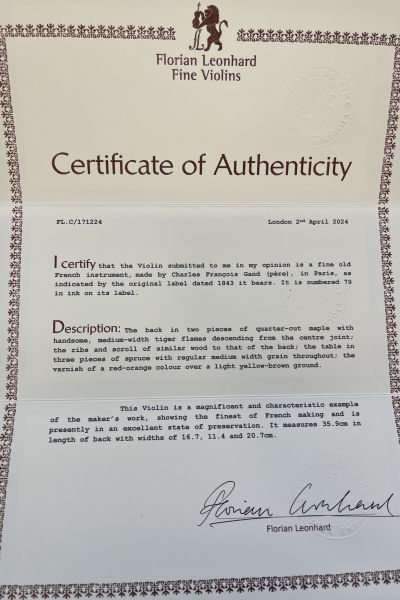 Florian Leonhard
Fine Violins
Certificate of Authenticity
FL.C/171224 London 2nd April 2024
I certify that the Violin submitted to me in my opinion is a fine old
French instrument, made by Charles François Gand (père), in Paris, as
indicated by the original label dated 1843 it bears. It is numbered 79
in ink on its label.
Description: The back in two pieces of quarter-cut maple with
handsome, medium-width tiger flames descending from the centre joint;
the ribs and scroll of similar wood to that of the back; the table in
three pieces of spruce with regular medium width grain throughout; the
varnish of a red-orange colour over a light yellow-brown ground.
This Violin is a magnificent and characteristic example
of the maker's work, showing the finest of French making and is
presently in an excellent state of preservation. It measures 35.9cm in
length of back with widths of 16.7, 11.4 and 20.7cm.
Florian Leonhard
Florian Leonhard